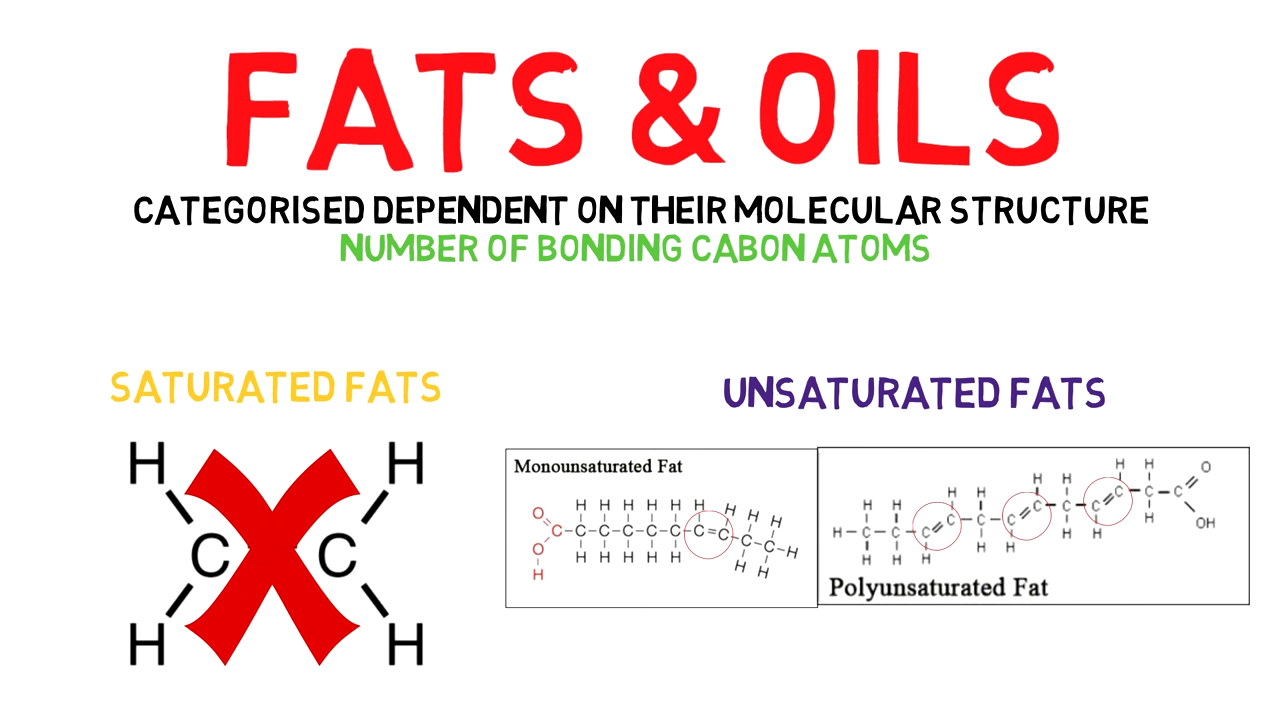 FATS & OILS
CATEGORISED DEPENDENT ON THEIR MOLECULAR STRUCTURE
NUMBER OF BONDING CABON ATOMS
SATURATED FATS
UNSATURATED FATS
H H
C C
H H
Monounsaturated Fat
O H H H H H H H H H
C-C-C-C-C-C-C=C-C-C-H
O H H H H H H H
H
H H H H H H H H O
H-C-C-C=C-C-C=C-C-C=C-C-C
H H H H H H H H OH
Polyunsaturated Fat